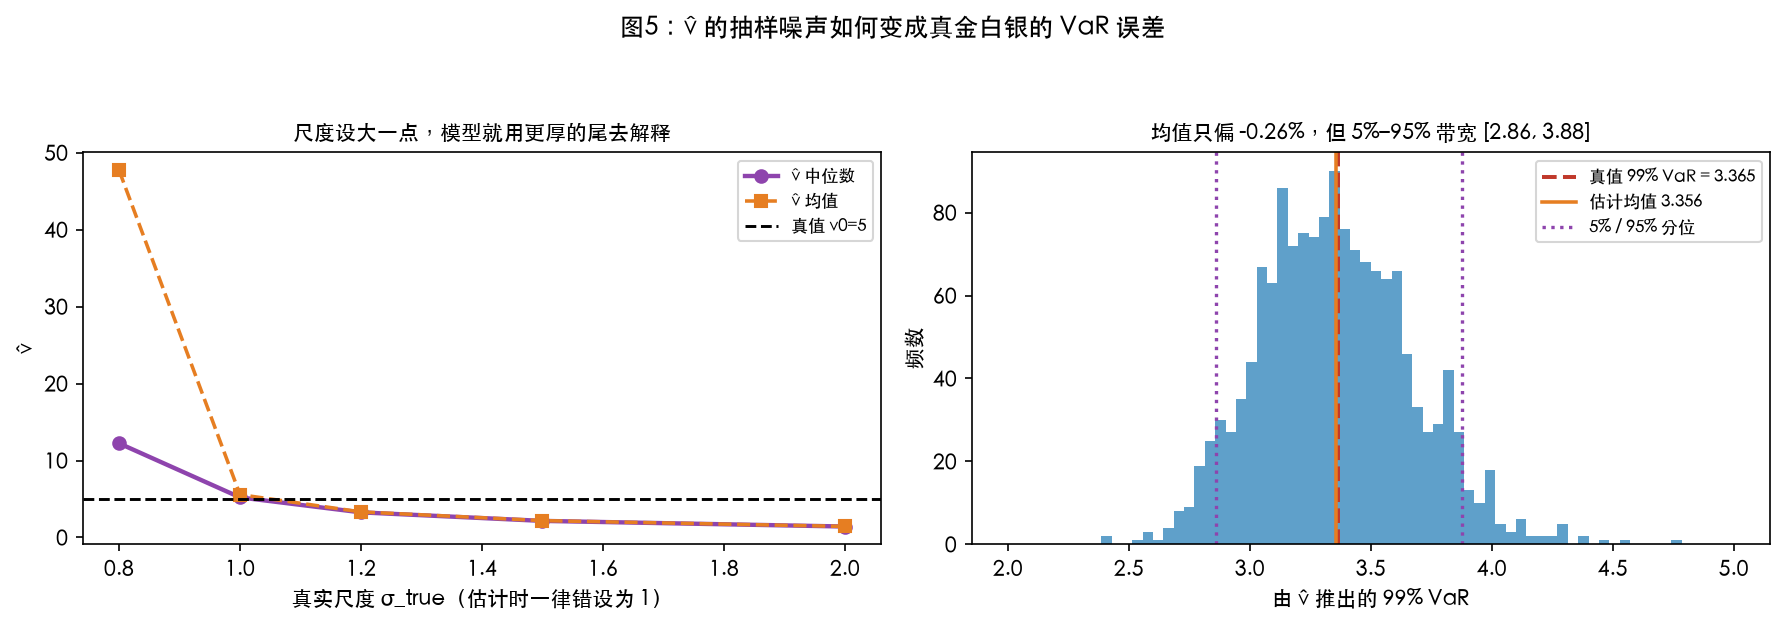 图5：ν̂ 的抽样噪声如何变成真金白银的 VaR 误差
尺度设大一点，模型就用更厚的尾去解释
ν̂ 中位数
ν̂ 均值
真值 ν0=5
50
40
30
20
10
0
ν̂
0.8
1.0
1.2
1.4
1.6
1.8
2.0
真实尺度 σ_true（估计时一律错设为 1）
均值只偏 -0.26%，但 5%–95% 带宽 [2.86, 3.88]
真值 99% VaR = 3.365
估计均值 3.356
5% / 95% 分位
80
60
40
20
0
频数
2.0
2.5
3.0
3.5
4.0
4.5
5.0
由 ν̂ 推出的 99% VaR